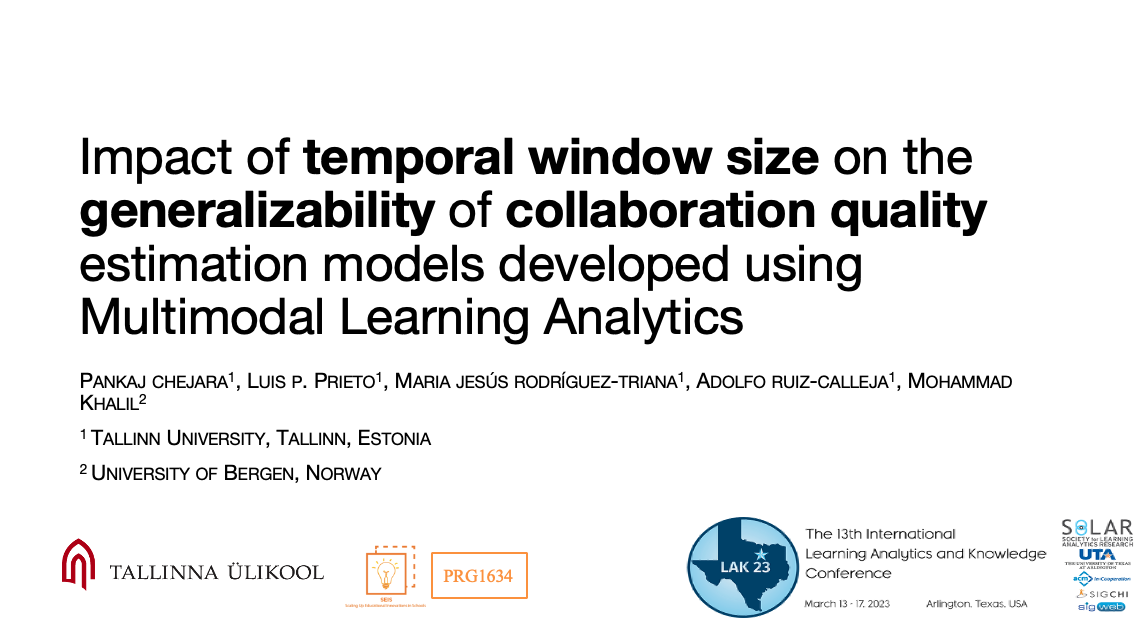 Impact of temporal window size on the
generalizability of collaboration quality
estimation models developed using
Multimodal Learning Analytics
PANKAJ CHEJARA1, LUIS P. PRIETO1, MARIA JESÚS RODRÍGUEZ-TRIANA1, ADOLFO RUIZ-CALLEJA1, MOHAMMAD
KHALIL2
1 TALLINN UNIVERSITY, TALLINN, ESTONIA
2 UNIVERSITY OF BERGEN, NORWAY
TALLINNA ÜLIKOOL
SEIS
PRG1634
LAK 23
The 13th International
Learning Analytics and Knowledge
Conference
March 13 - 17, 2023 Arlington, Texas, USA
SOLAR
SOCIETY for LEARNING
ANALYTICS RESEARCH
UTA
THE UNIVERSITY OF TEXAS
AT ARLINGTON
acm In-Cooperation
SIGCHI
sigweb